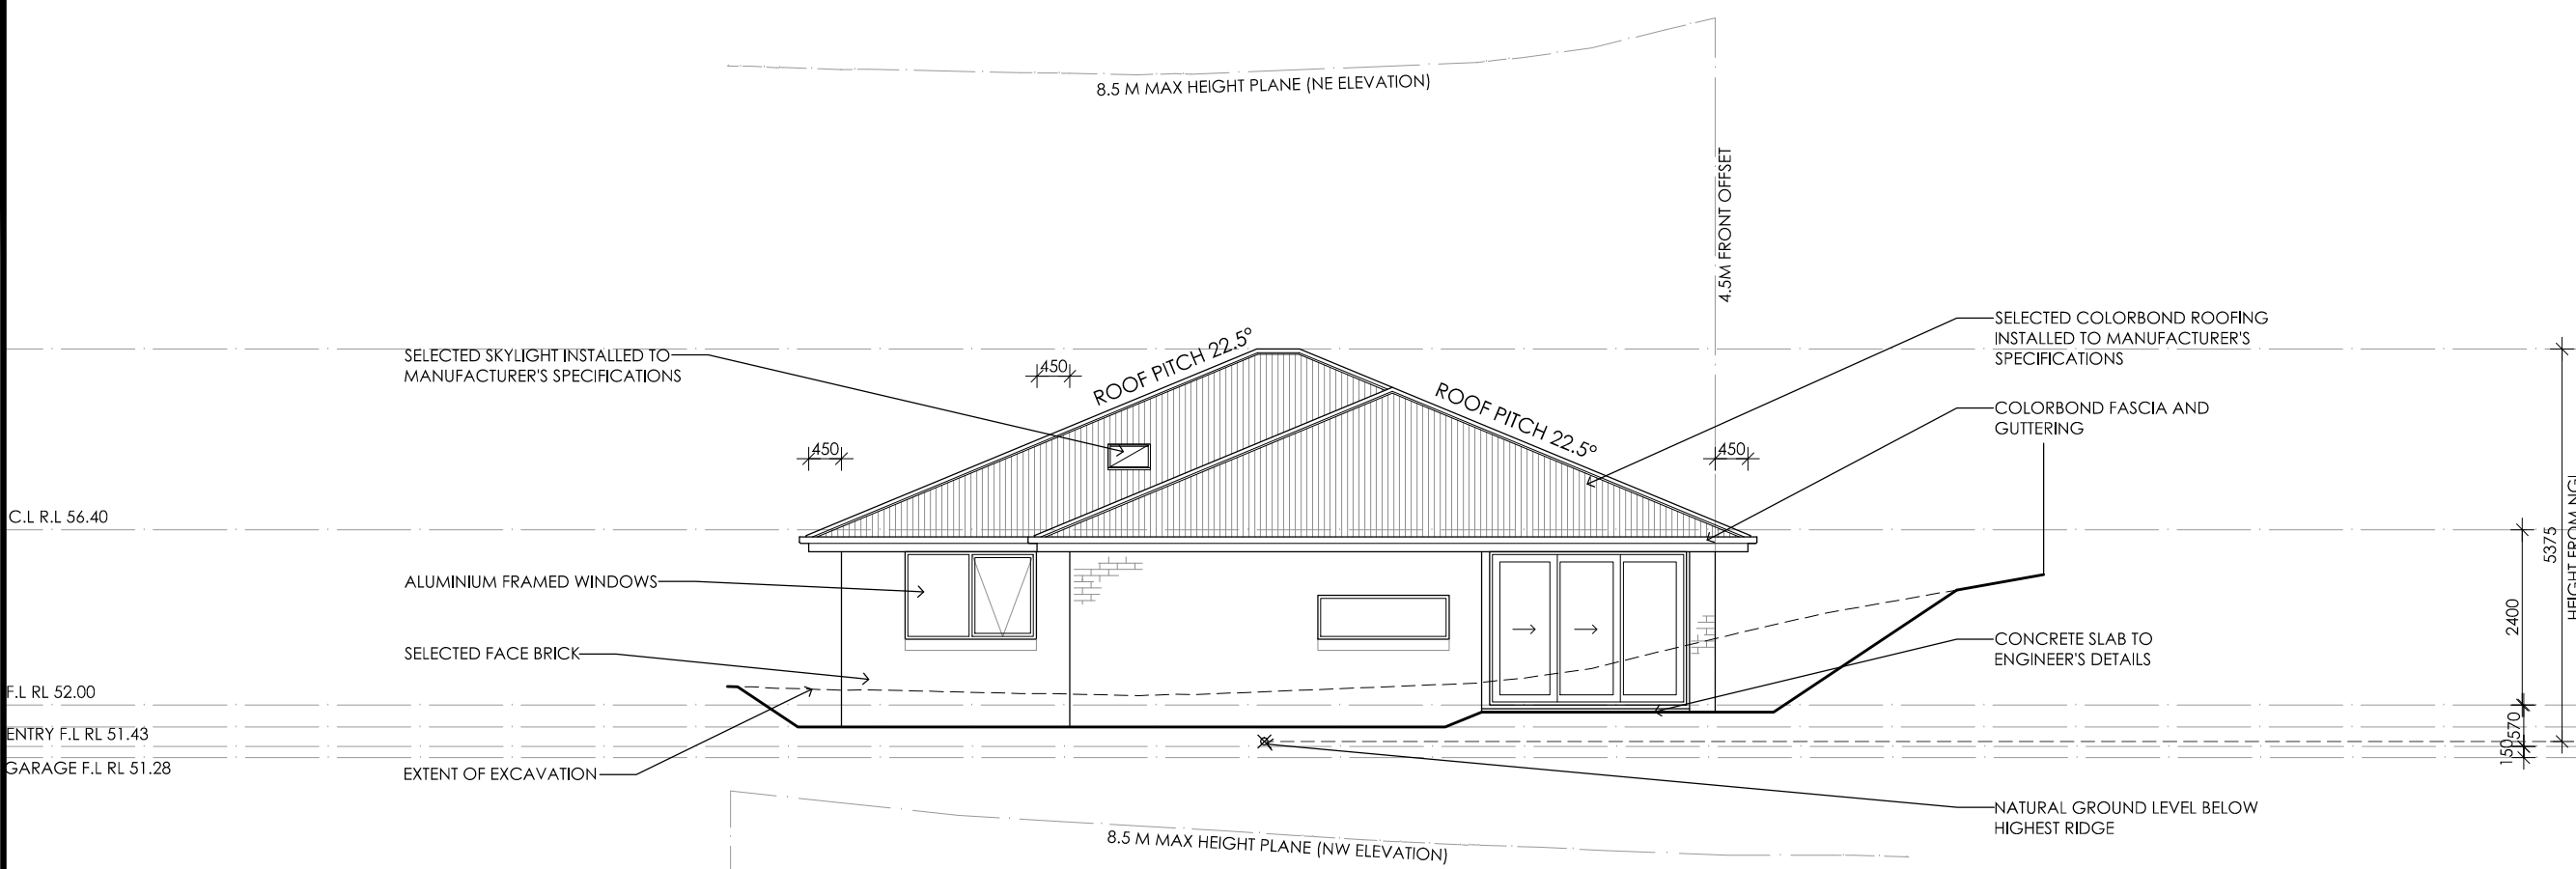 8.5 M MAX HEIGHT PLANE (NE ELEVATION)
4.5M FRONT OFFSET
SELECTED COLORBOND ROOFING
INSTALLED TO MANUFACTURER'S
SPECIFICATIONS
SELECTED SKYLIGHT INSTALLED TO
MANUFACTURER'S SPECIFICATIONS
450
ROOF PITCH 22.5°
ROOF PITCH 22.5°
COLORBOND FASCIA AND
GUTTERING
450
450
C.L R.L 56.40
5375
HEIGHT FROM NGL
ALUMINIUM FRAMED WINDOWS
2400
SELECTED FACE BRICK
CONCRETE SLAB TO
ENGINEER'S DETAILS
F.L RL 52.00
570
ENTRY F.L RL 51.43
150
GARAGE F.L RL 51.28
EXTENT OF EXCAVATION
NATURAL GROUND LEVEL BELOW
HIGHEST RIDGE
8.5 M MAX HEIGHT PLANE (NW ELEVATION)